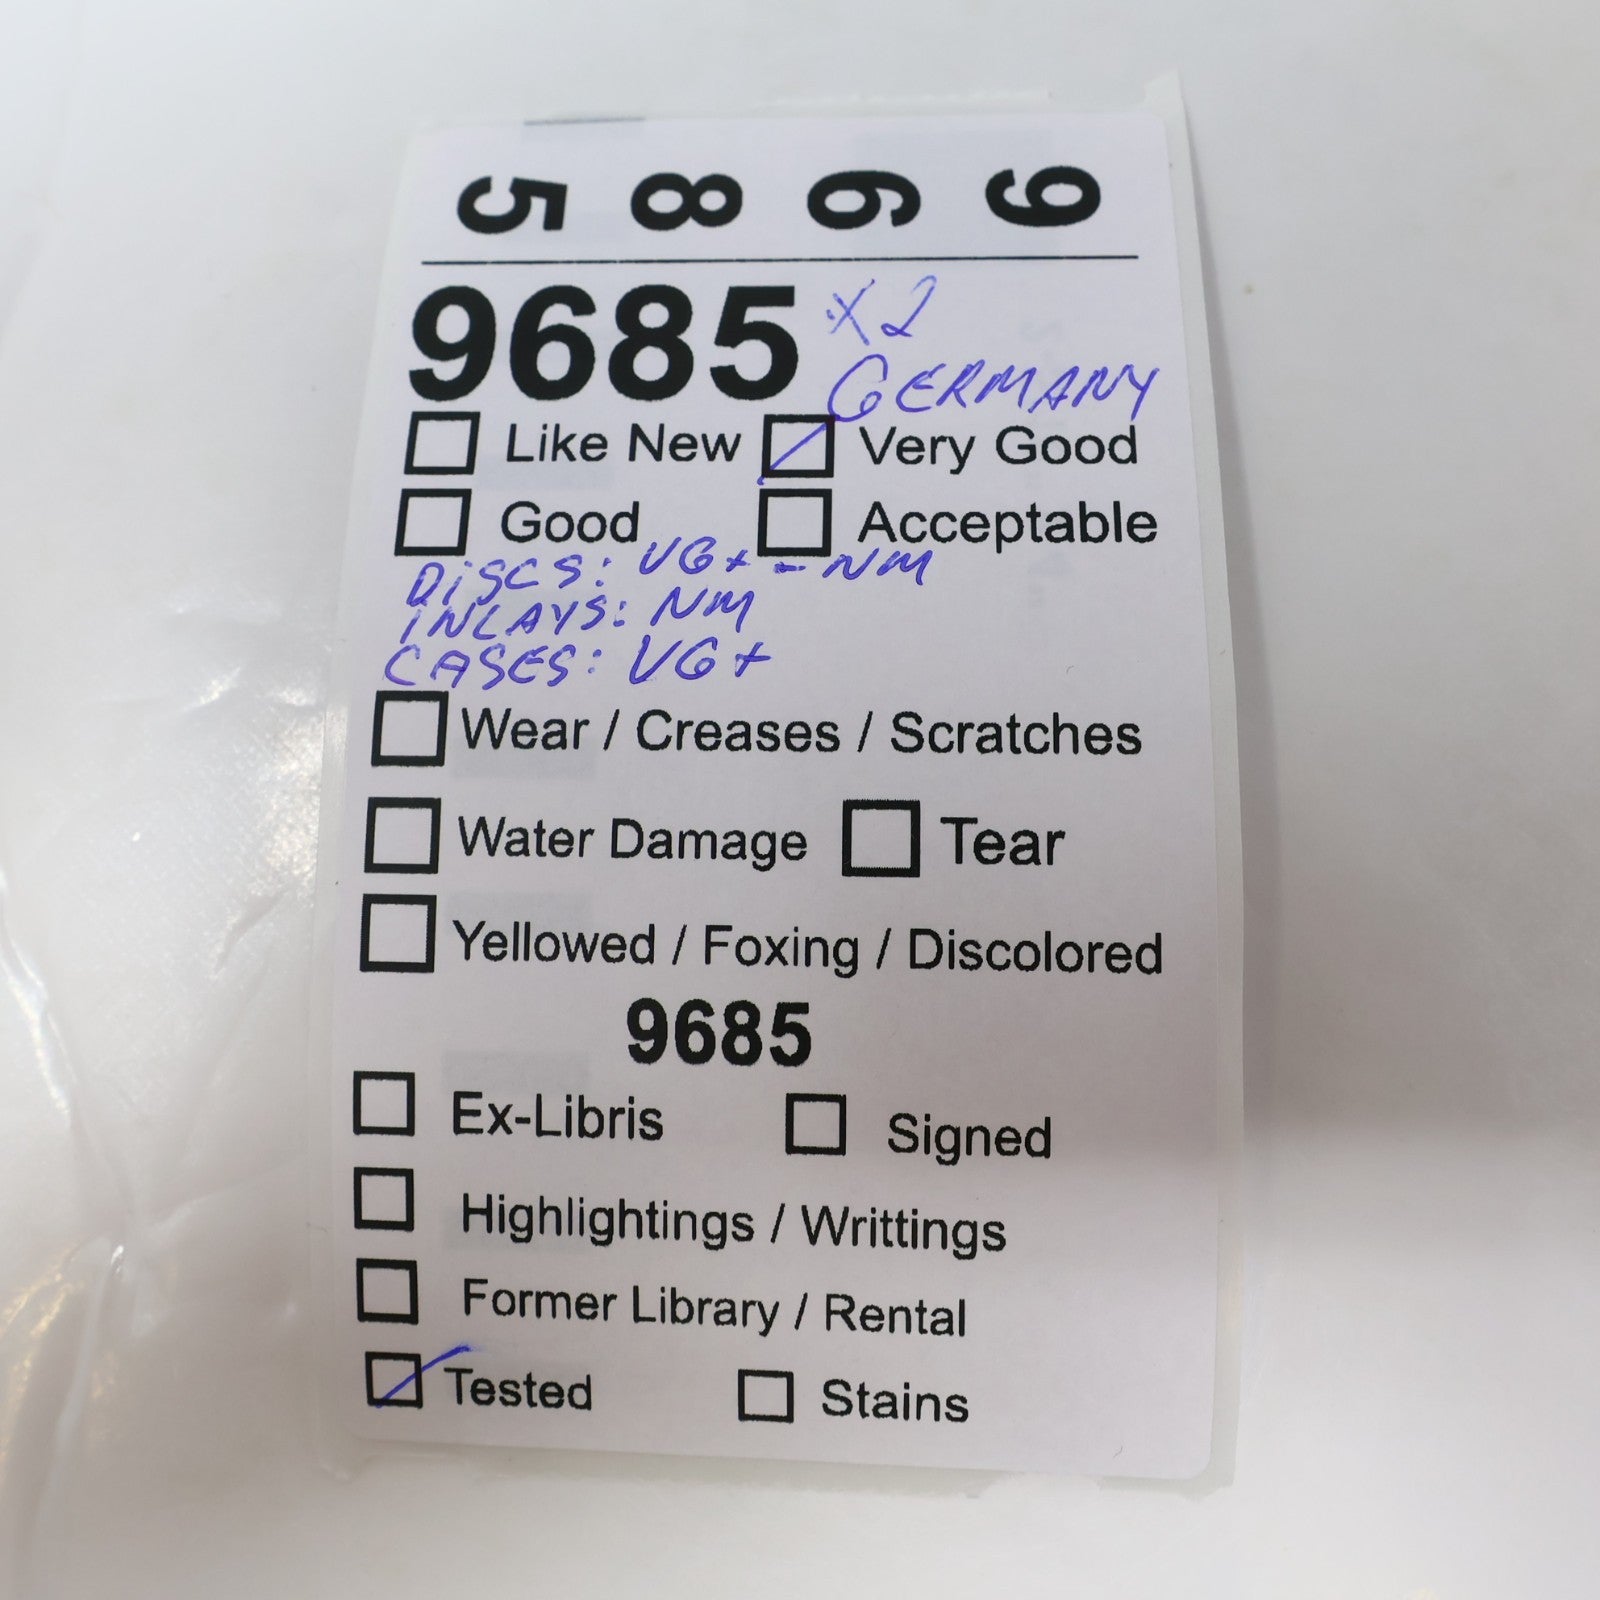 5 8 6 9
9685 x2
GERMANY
Like New Very Good
Good Acceptable
DISCS: VG+ - NM
INLAYS: NM
CASES: VG+
Wear / Creases / Scratches
Water Damage Tear
Yellowed / Foxing / Discolored
9685
Ex-Libris Signed
Highlightings / Writtings
Former Library / Rental
Tested Stains